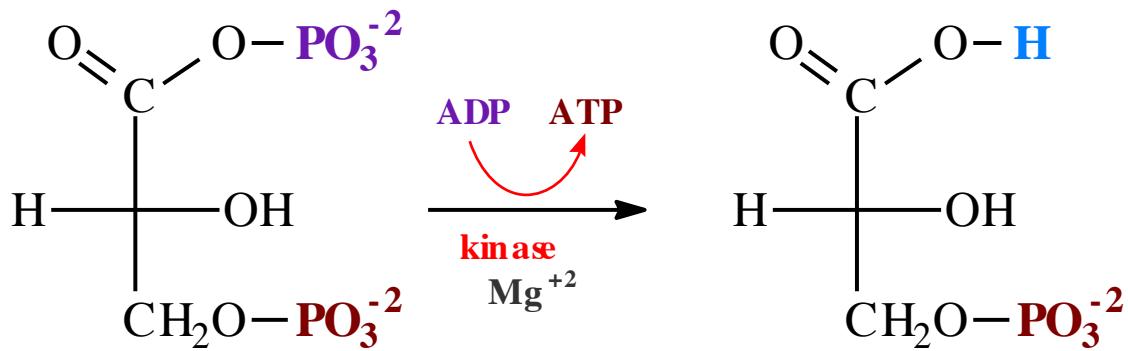 O O–PO₃⁻² O O–H
C C
ADP ATP
H OH H OH
kinase
Mg⁺²
CH₂O–PO₃⁻² CH₂O–PO₃⁻²